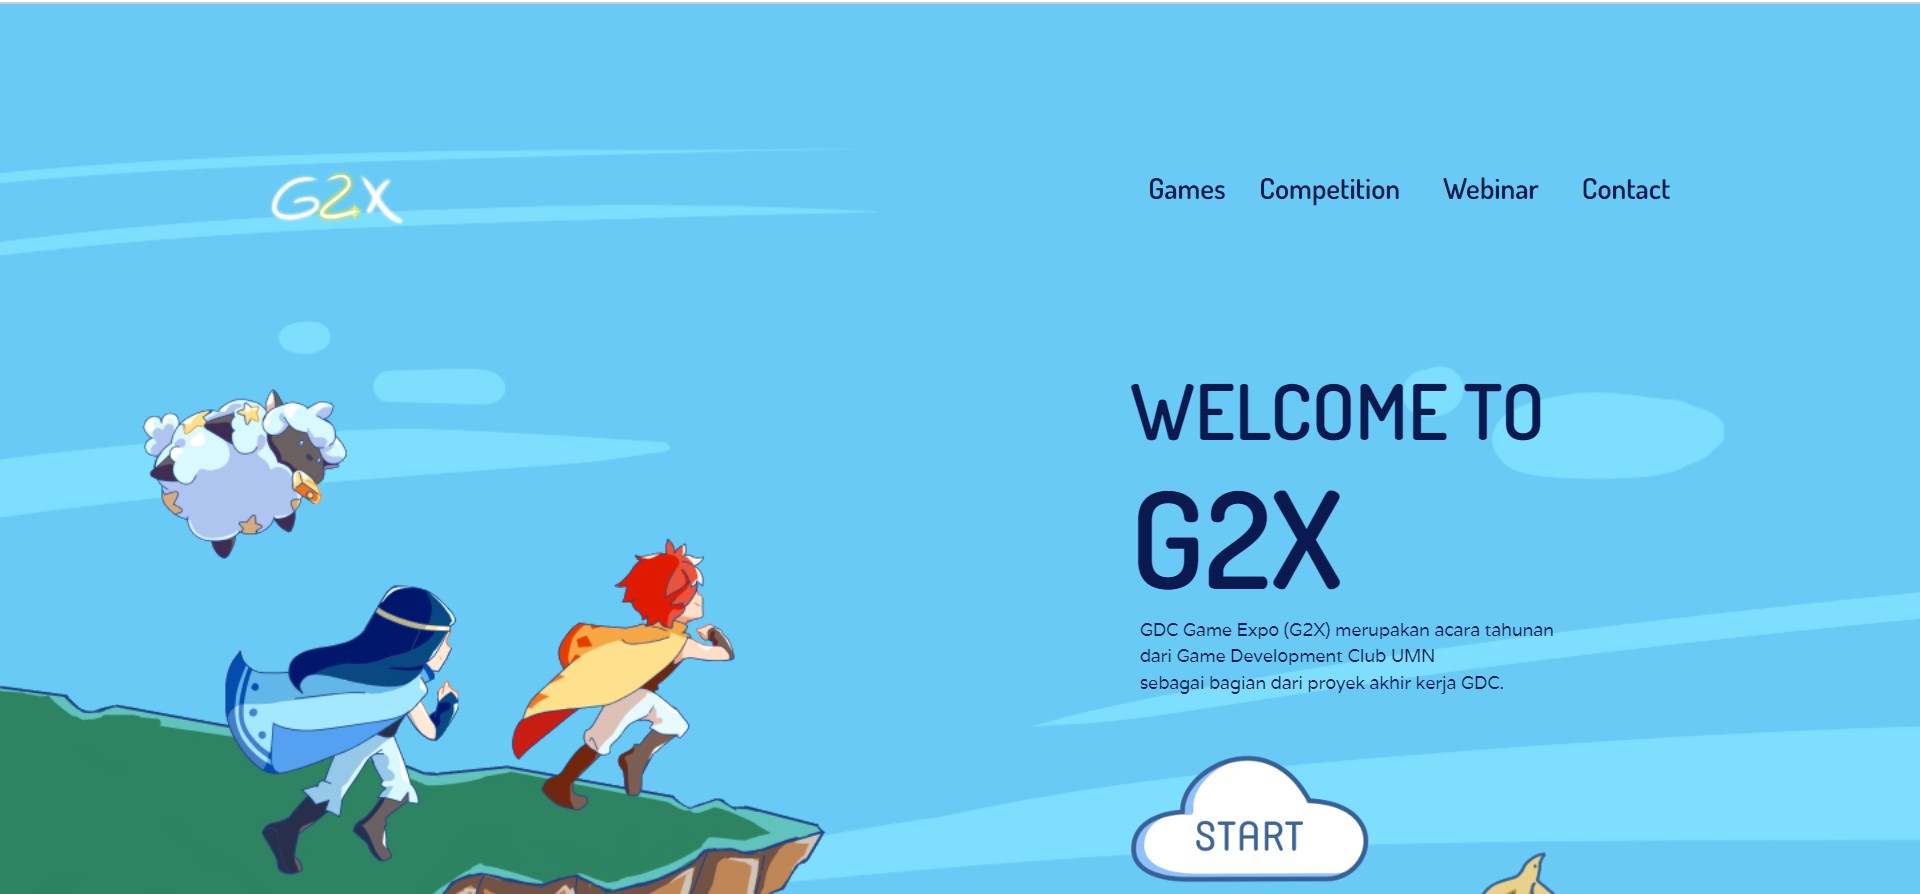 G2X
Games Competition Webinar Contact
WELCOME TO
G2X
GDC Game Expo (G2X) merupakan acara tahunan
dari Game Development Club UMN
sebagai bagian dari proyek akhir kerja GDC.
START